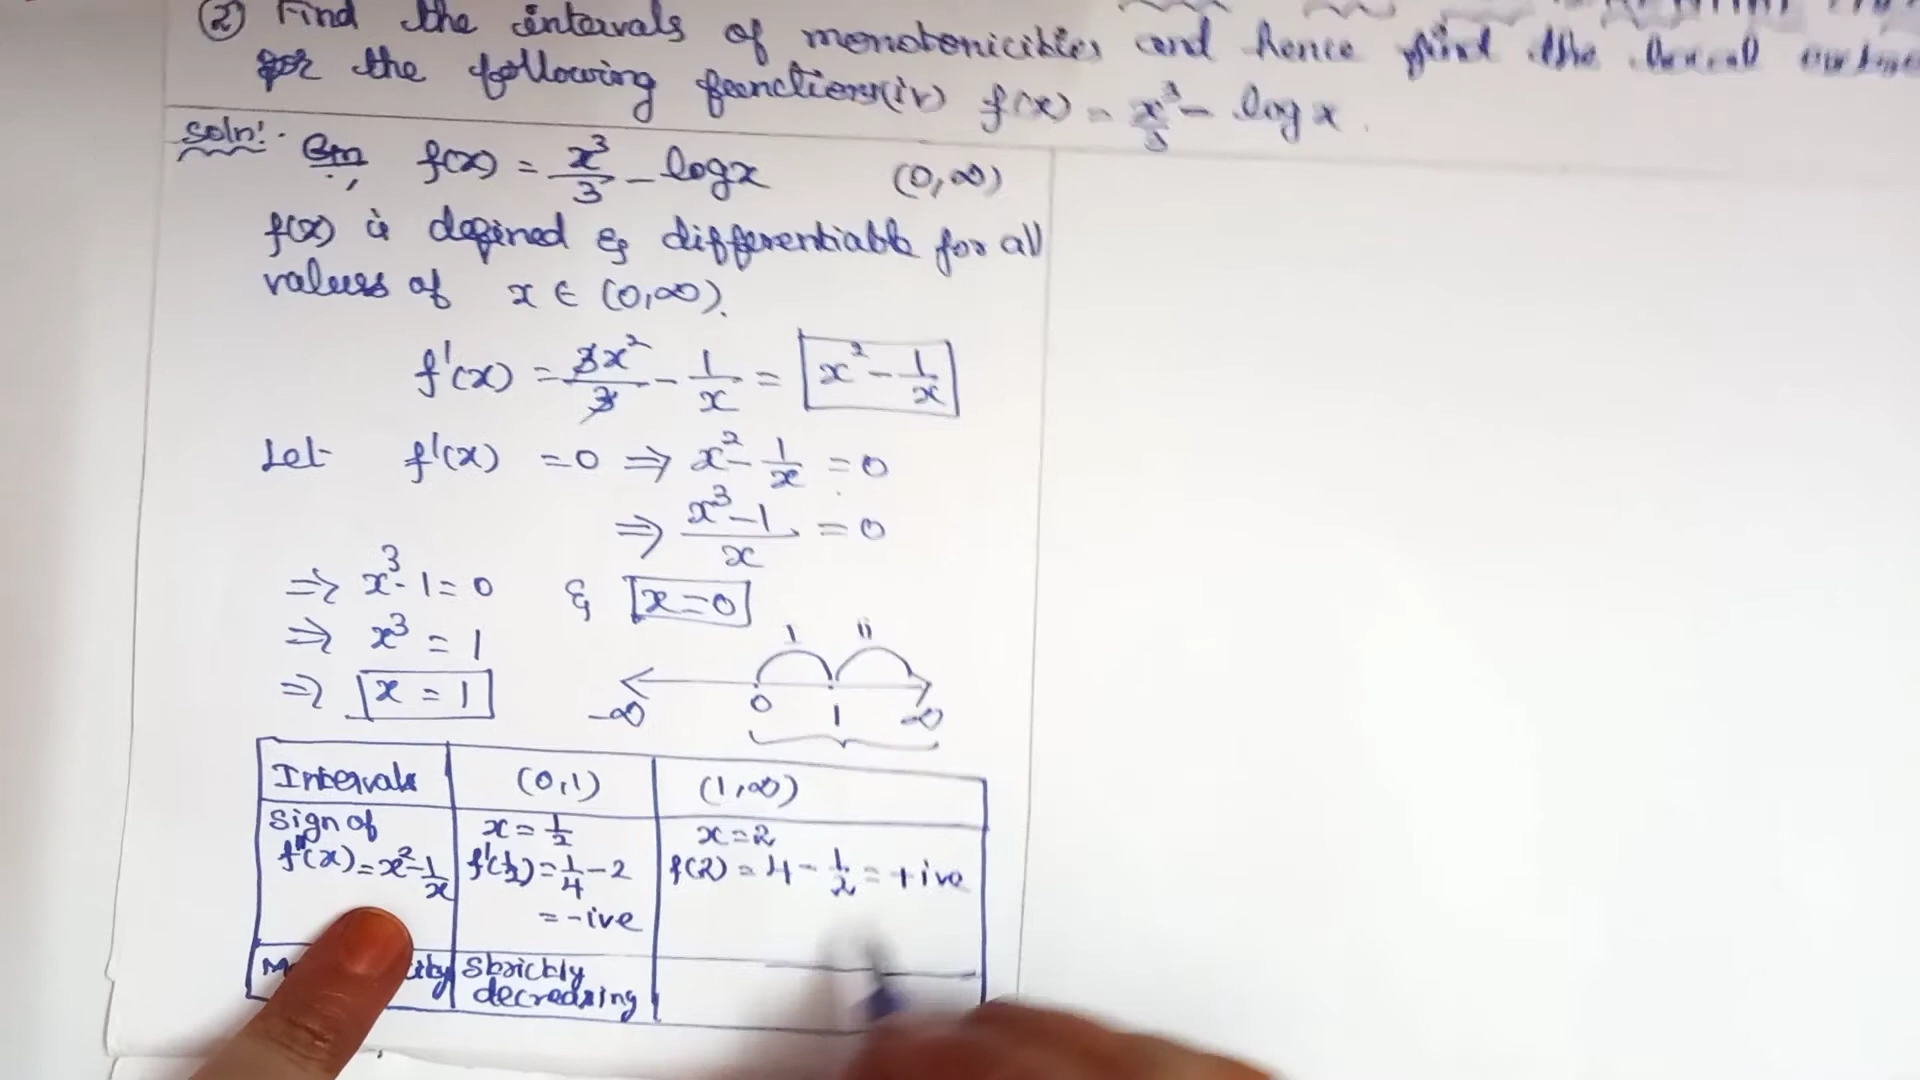 ② Find the intervals of monotonicities and hence find the local
for the following functions(iv) f(x) = x³/3 - log x.
Soln:- Gn, f(x) = x³/3 - logx (0,∞)
f(x) is defined & differentiable for all
values of x ∈ (0,∞).
f'(x) = 3x²/3 - 1/x = x² - 1/x
Let f'(x) = 0 ⇒ x² - 1/x = 0
⇒ x³-1/x = 0
⇒ x³-1=0 & x=0
⇒ x³ = 1
⇒ x = 1
I II
-∞ 0 1 ∞
Intervals (0,1) (1,∞)
Sign of x = 1/2 x=2
f'(x)=x²-1/x f'(1/2)=1/4-2 f(2) = 4 - 1/2 = +ive
= -ive
Strickly
decreasing